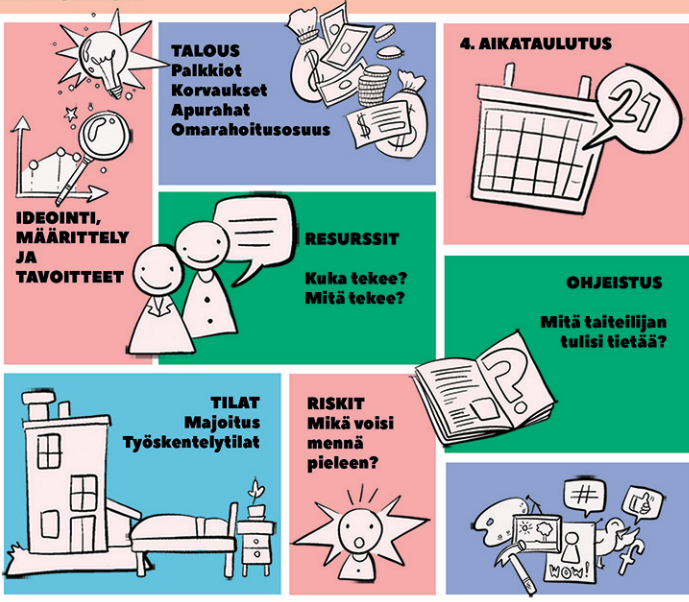 IDEOINTI,
MÄÄRITTELY
JA
TAVOITTEET
TALOUS
Palkkiot
Korvaukset
Apurahat
Omarahoitusosuus
4. AIKATAULUTUS
21
RESURSSIT
Kuka tekee?
Mitä tekee?
OHJEISTUS
Mitä taiteilijan
tulisi tietää?
?
TILAT
Majoitus
Työskentelytilat
RISKIT
Mikä voisi
mennä
pieleen?
#
WOW!
$
$